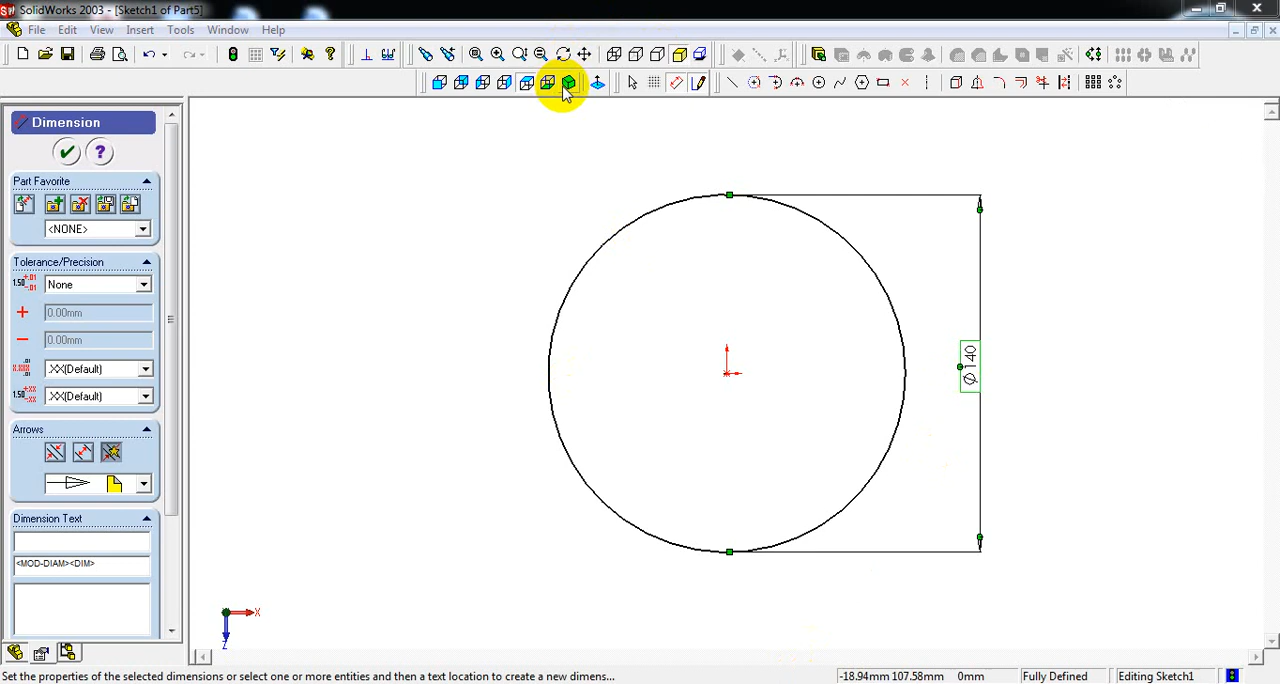 SolidWorks 2003 - [Sketch1 of Part5]
File Edit View Insert Tools Window Help
Dimension
Part Favorite
<NONE>
Tolerance/Precision
None
0.00mm
0.00mm
.XX(Default)
.XX(Default)
Arrows
Dimension Text
<MOD-DIAM><DIM>
Ø140
X
Z
Set the properties of the selected dimensions or select one or more entities and then a text location to create a new dimens...
-18.94mm 107.58mm 0mm Fully Defined Editing Sketch1